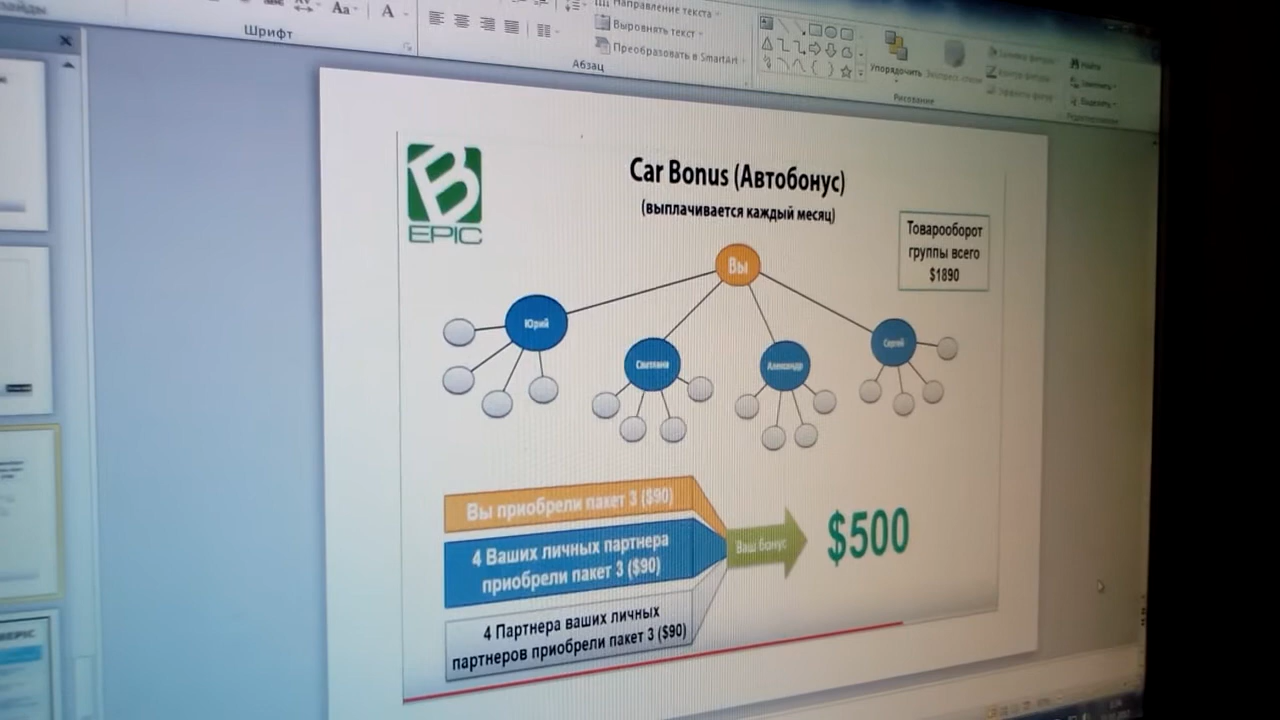 Направление текста
Aa
A
Выровнять текст
Преобразовать в SmartArt
Шрифт
Абзац
Упорядочить
Рисование
Найти
B
EPIC
Car Bonus (Автобонус)
(выплачивается каждый месяц)
Товарооборот
группы всего
$1890
Вы
Юрий
Светлана
Александр
Сергей
Вы приобрели пакет 3 ($90)
4 Ваших личных партнера
приобрели пакет 3 ($90)
4 Партнера ваших личных
партнеров приобрели пакет 3 ($90)
Ваш бонус
$500